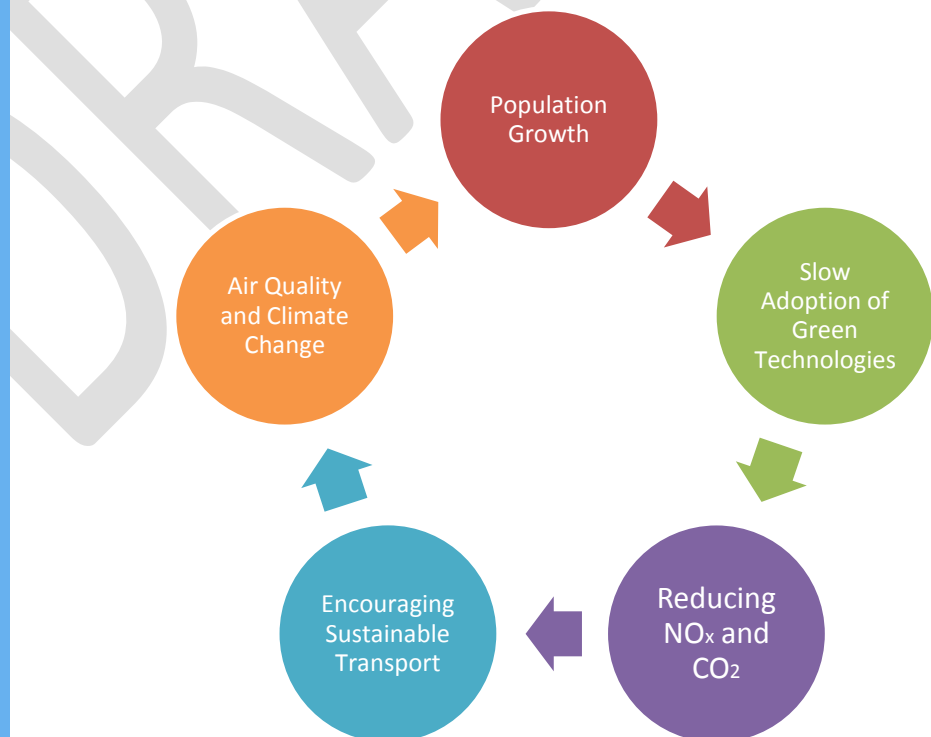 Population
Growth
Slow
Adoption of
Green
Technologies
Reducing
NOx and
CO2
Encouraging
Sustainable
Transport
Air Quality
and Climate
Change